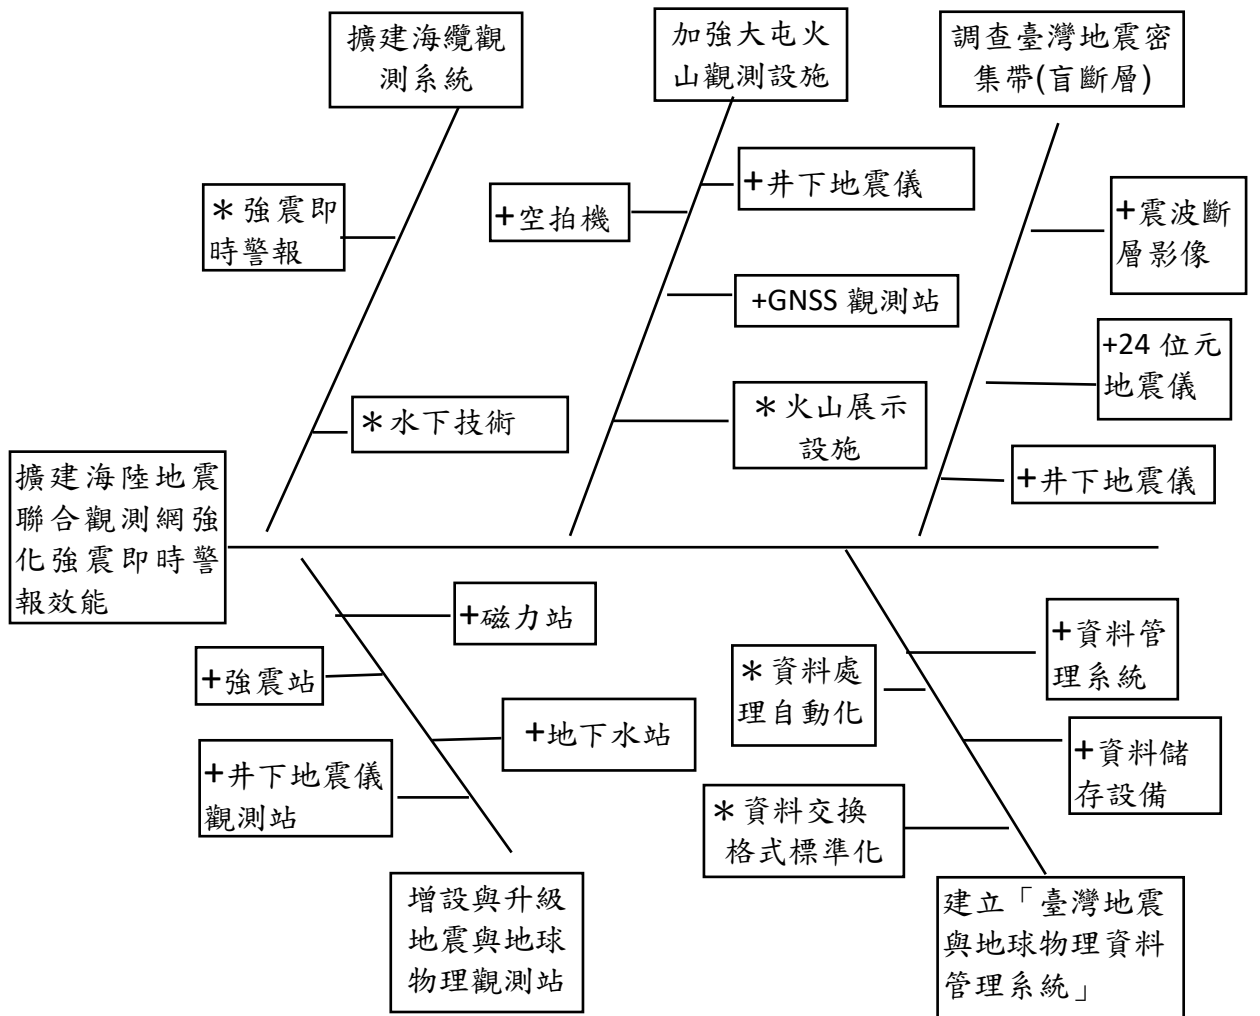 擴建海纜觀
測系統
加強大屯火
山觀測設施
調查臺灣地震密
集帶(盲斷層)
＊強震即
時警報
+空拍機
+井下地震儀
+震波斷
層影像
+GNSS 觀測站
+24 位元
地震儀
＊水下技術
＊火山展示
設施
+井下地震儀
擴建海陸地震
聯合觀測網強
化強震即時警
報效能
+磁力站
+強震站
+地下水站
+井下地震儀
觀測站
＊資料處
理自動化
+資料管
理系統
+資料儲
存設備
＊資料交換
格式標準化
增設與升級
地震與地球
物理觀測站
建立「臺灣地震
與地球物理資料
管理系統」